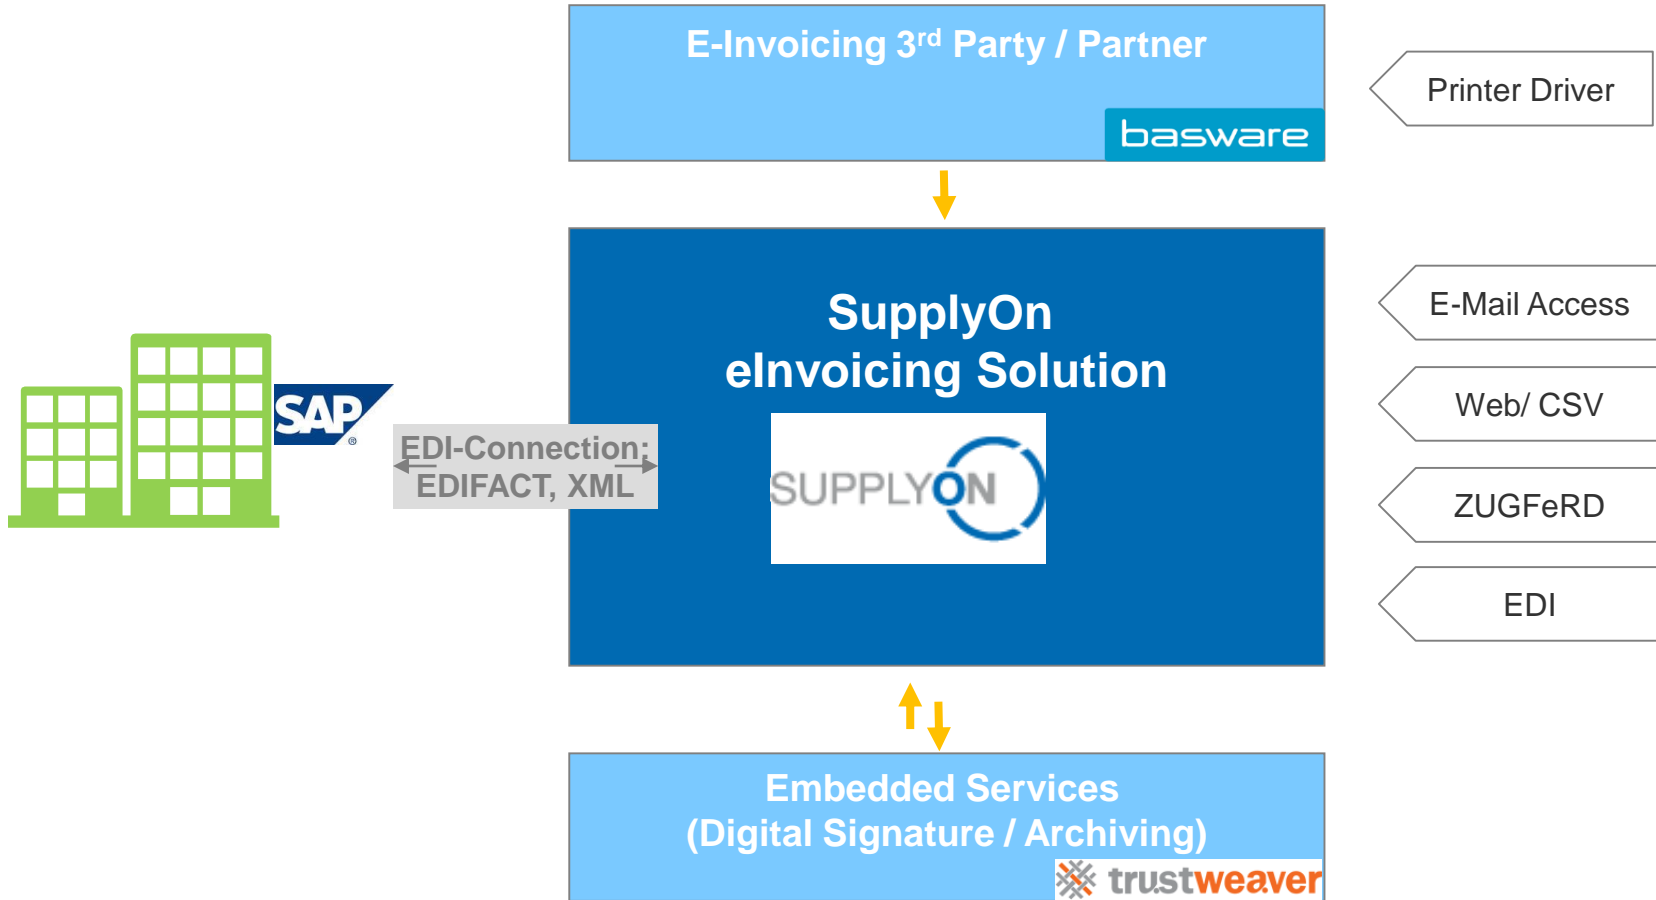 E-Invoicing 3rd Party / Partner
basware
Printer Driver
SupplyOn
eInvoicing Solution
SUPPLYON
SAP
®
EDI-Connection;
EDIFACT, XML
E-Mail Access
Web/ CSV
ZUGFeRD
EDI
Embedded Services
(Digital Signature / Archiving)
trustweaver